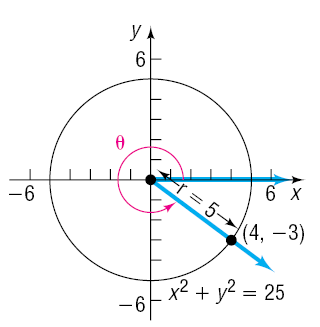 y
6
θ
-6
6
x
r = 5
(4, -3)
x² + y² = 25
-6